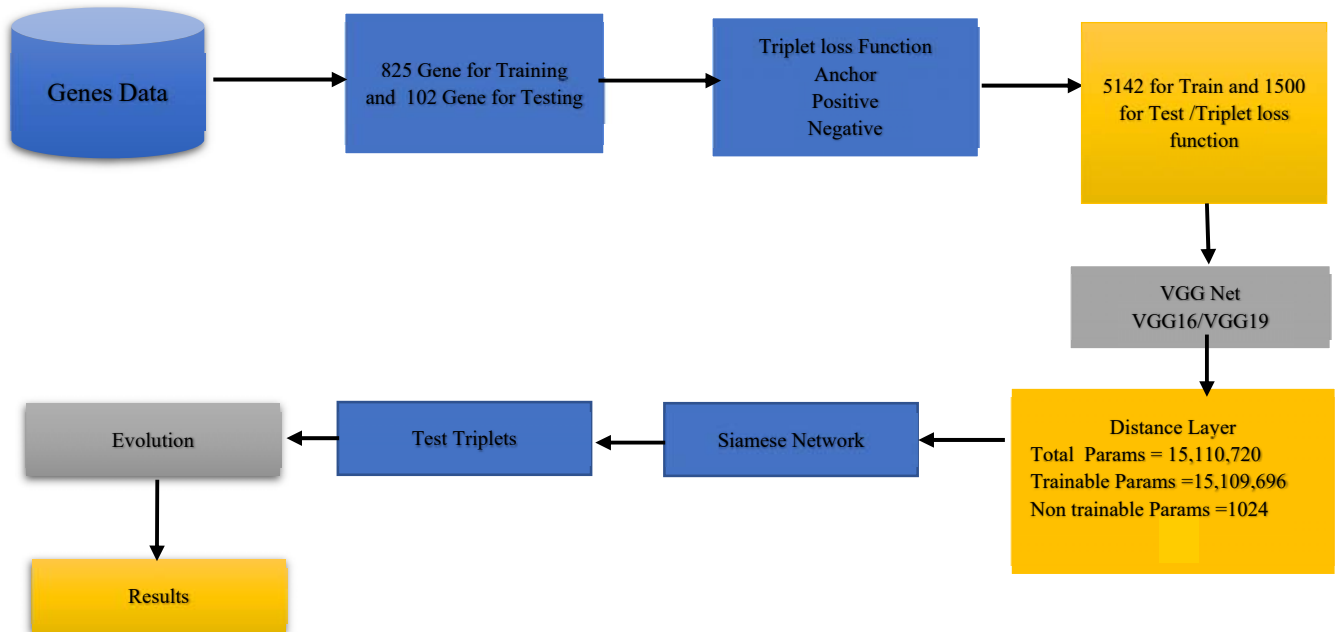 Genes Data
825 Gene for Training
and 102 Gene for Testing
Triplet loss Function
Anchor
Positive
Negative
5142 for Train and 1500
for Test /Triplet loss
function
VGG Net
VGG16/VGG19
Distance Layer
Total Params = 15,110,720
Trainable Params =15,109,696
Non trainable Params =1024
Siamese Network
Test Triplets
Evolution
Results